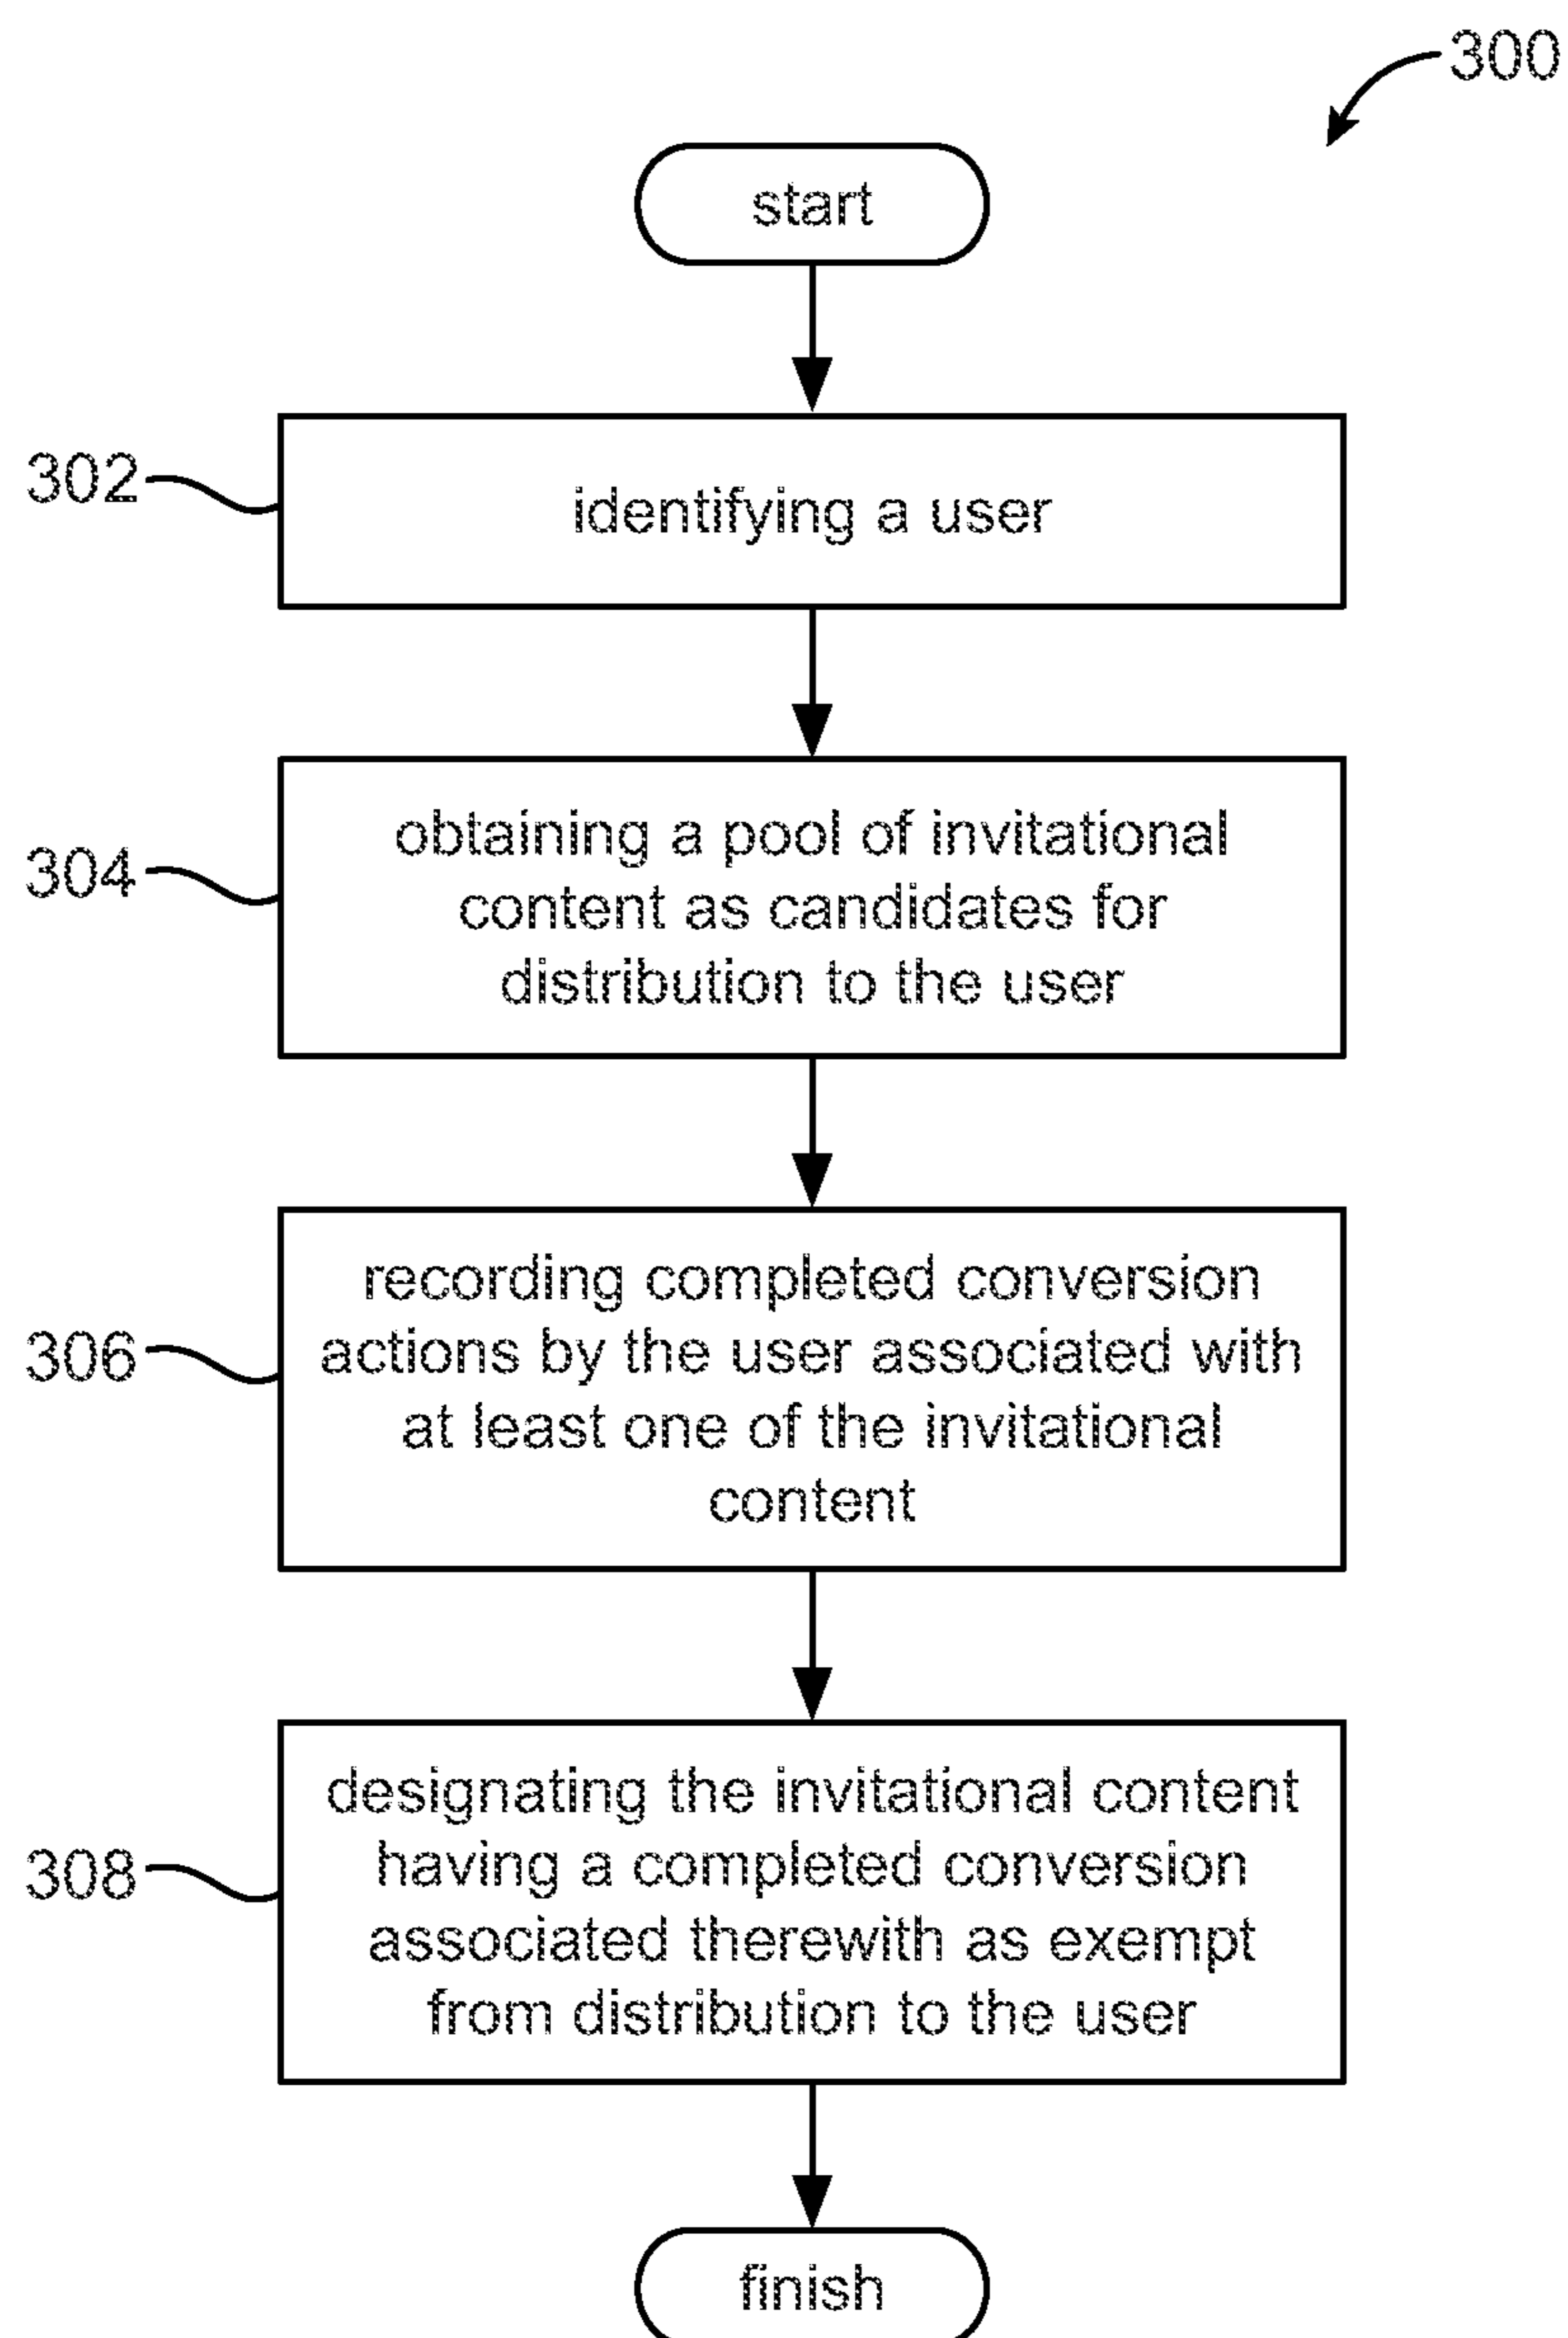 300
start
302
identifying a user
304
obtaining a pool of invitational
content as candidates for
distribution to the user
306
recording completed conversion
actions by the user associated with
at least one of the invitational
content
308
designating the invitational content
having a completed conversion
associated therewith as exempt
from distribution to the user
finish